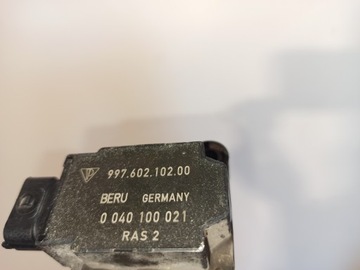 997.602.102.00
BERU GERMANY
0 040 100 021
RAS 2